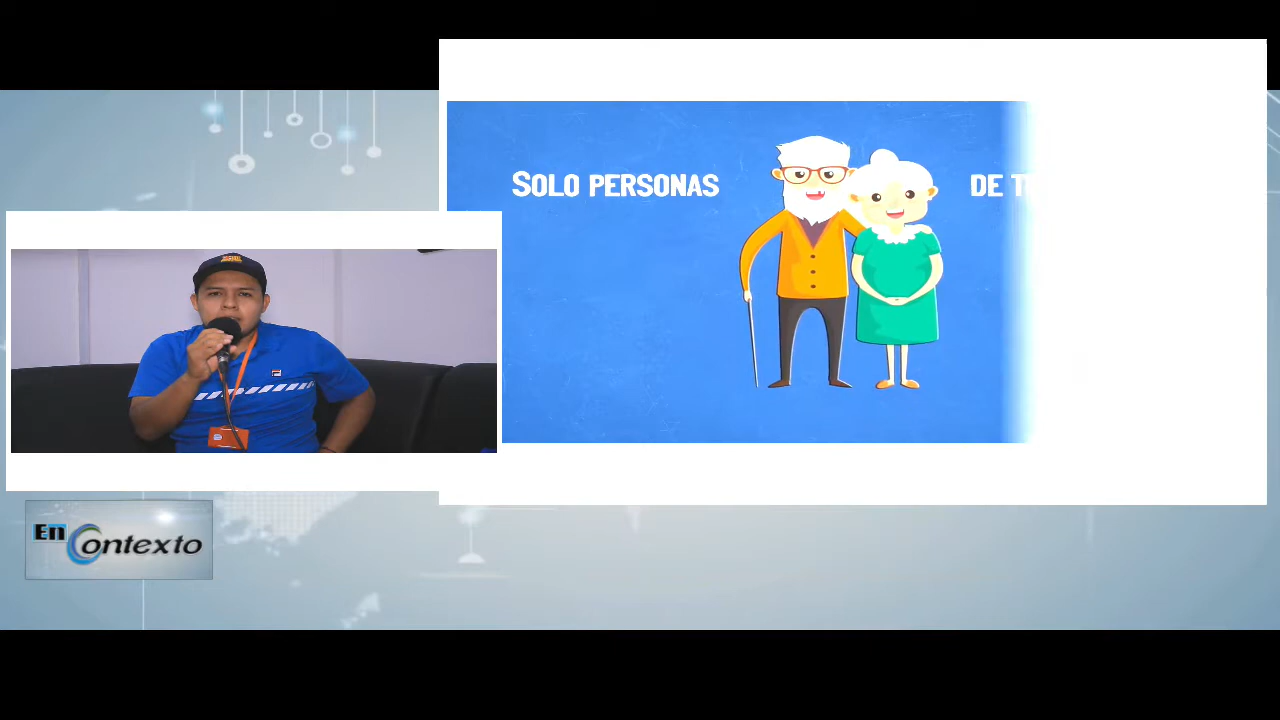 Solo personas
de t
En
Contexto